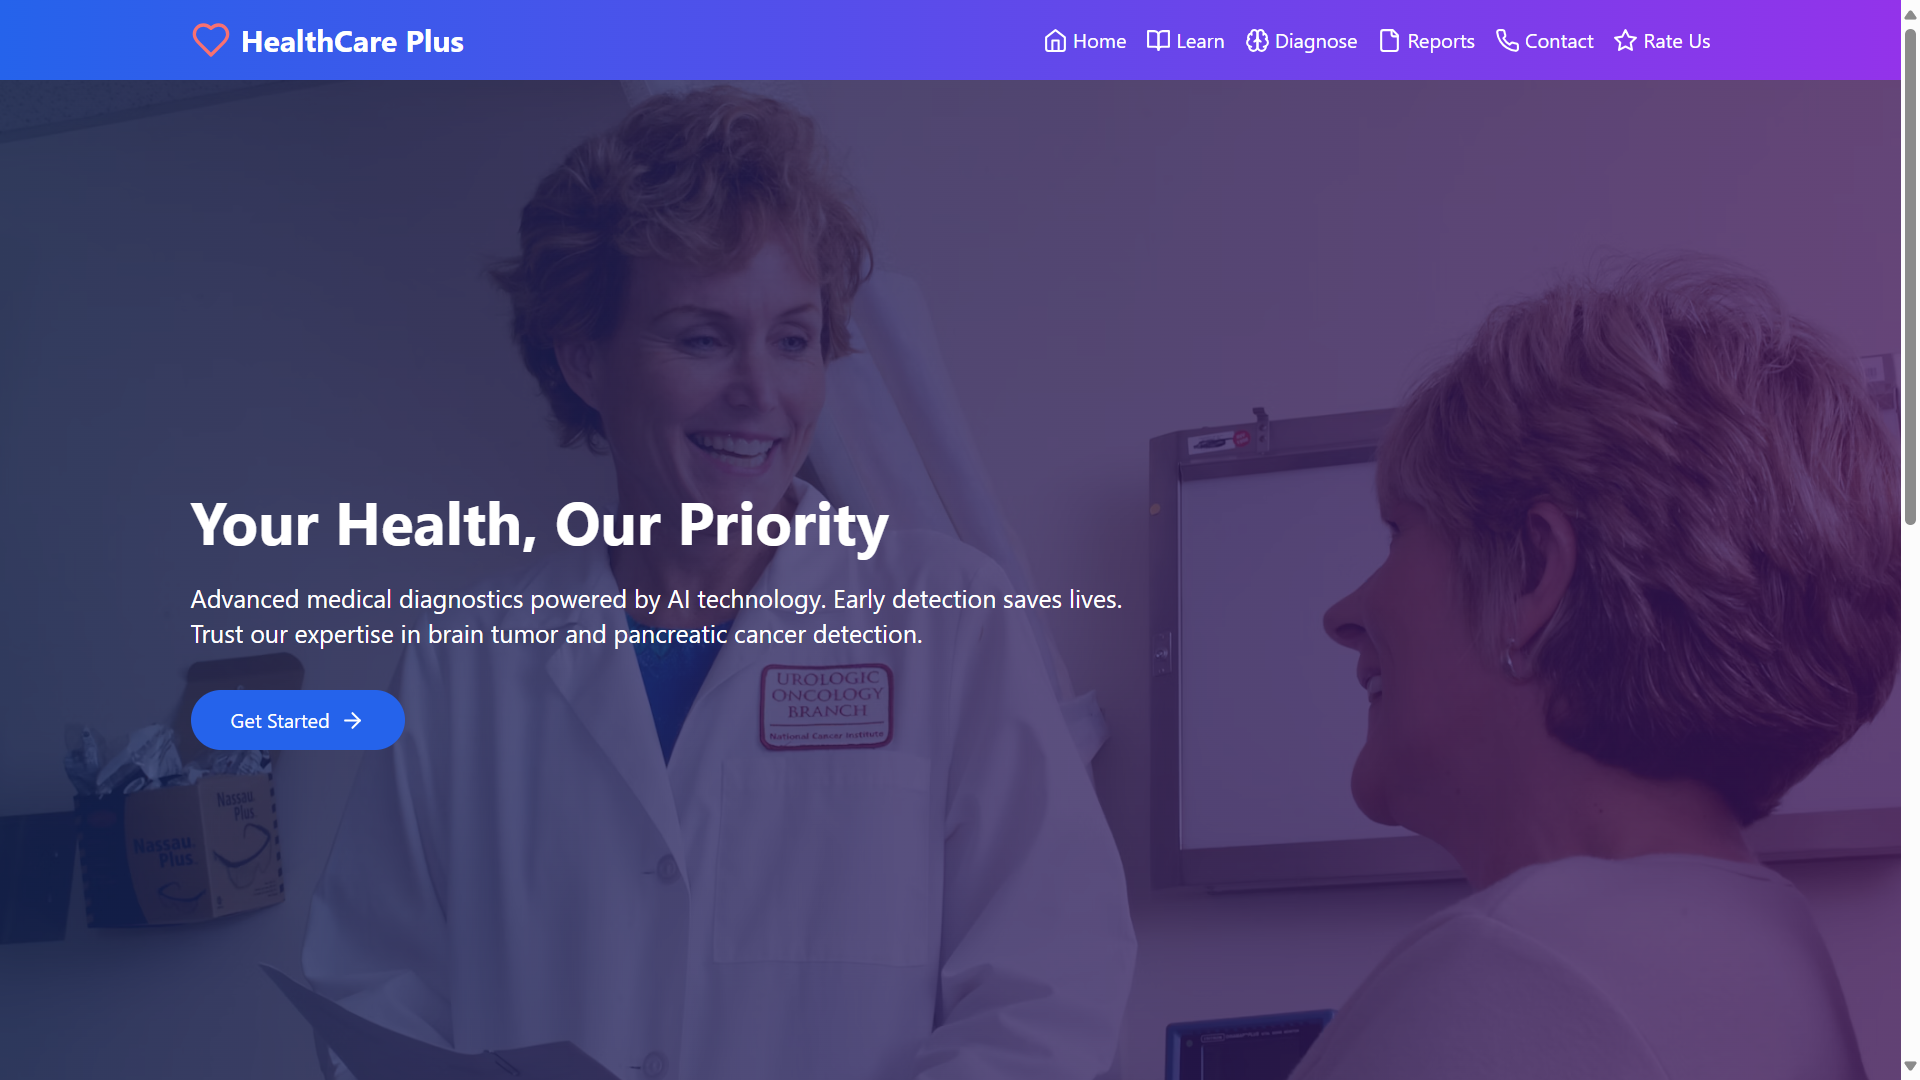 HealthCare Plus
Home
Learn
Diagnose
Reports
Contact
Rate Us
Your Health, Our Priority
Advanced medical diagnostics powered by AI technology. Early detection saves lives.
Trust our expertise in brain tumor and pancreatic cancer detection.
UROLOGIC
ONCOLOGY
BRANCH
National Cancer Institute
Get Started
Nassau
Plus
Nassau
Plus